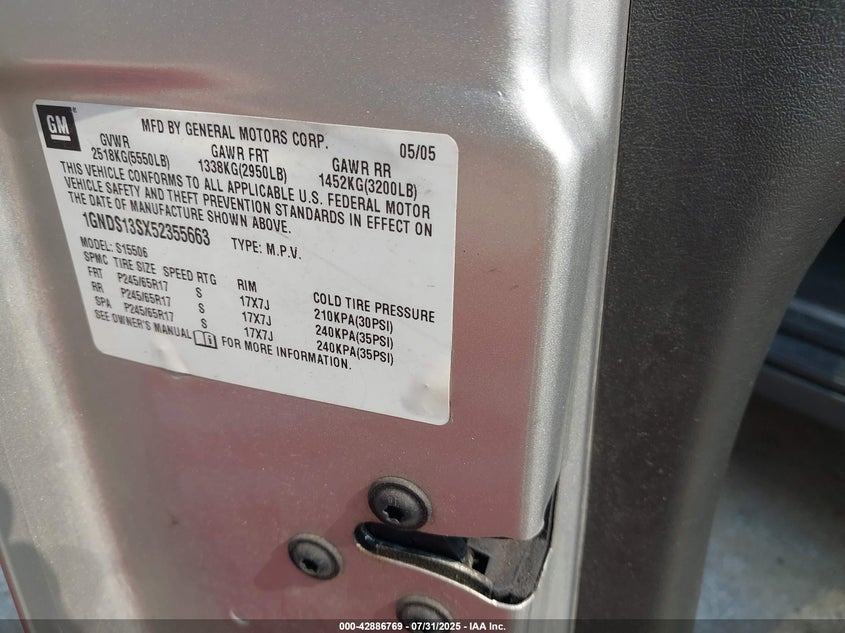 GM
MFD BY GENERAL MOTORS CORP. 05/05
GVWR GAWR FRT GAWR RR
2518KG(5550LB) 1338KG(2950LB) 1452KG(3200LB)
THIS VEHICLE CONFORMS TO ALL APPLICABLE U.S. FEDERAL MOTOR
VEHICLE SAFETY AND THEFT PREVENTION STANDARDS IN EFFECT ON
THE DATE OF MANUFACTURE SHOWN ABOVE.
1GNDS13SX52355663 TYPE: M.P.V.
MODEL: S15506
SPMC TIRE SIZE SPEED RTG RIM COLD TIRE PRESSURE
FRT P245/65R17 S 17X7J 210KPA(30PSI)
RR P245/65R17 S 17X7J 240KPA(35PSI)
SPA P245/65R17 S 17X7J 240KPA(35PSI)
SEE OWNER'S MANUAL i FOR MORE INFORMATION.
000-42886769 - 07/31/2025 - IAA Inc.